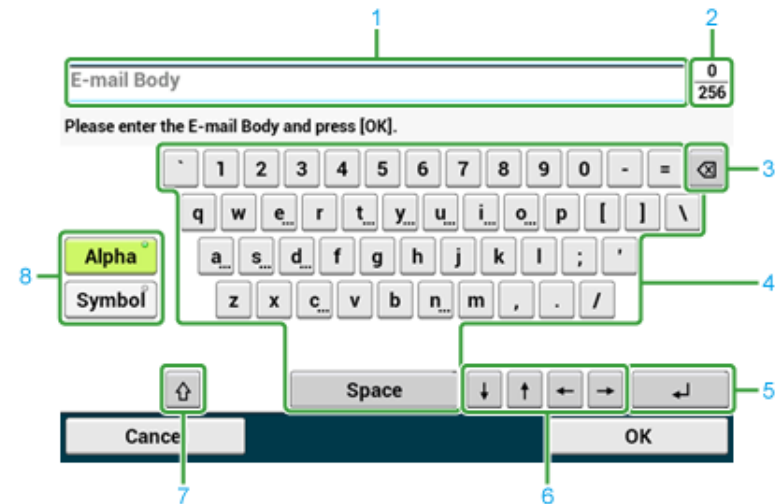 1 2
E-mail Body 0
256
Please enter the E-mail Body and press [OK].
` 1 2 3 4 5 6 7 8 9 0 - = ⌫ 3
q w e... r t... y... u... i... o... p [ ] \
Alpha a... s... d... f g h j k l ; '
8 4
Symbol z x c... v b n... m , . /
⇧ Space ↓ ↑ ← → ↵ 5
Cancel OK
7 6